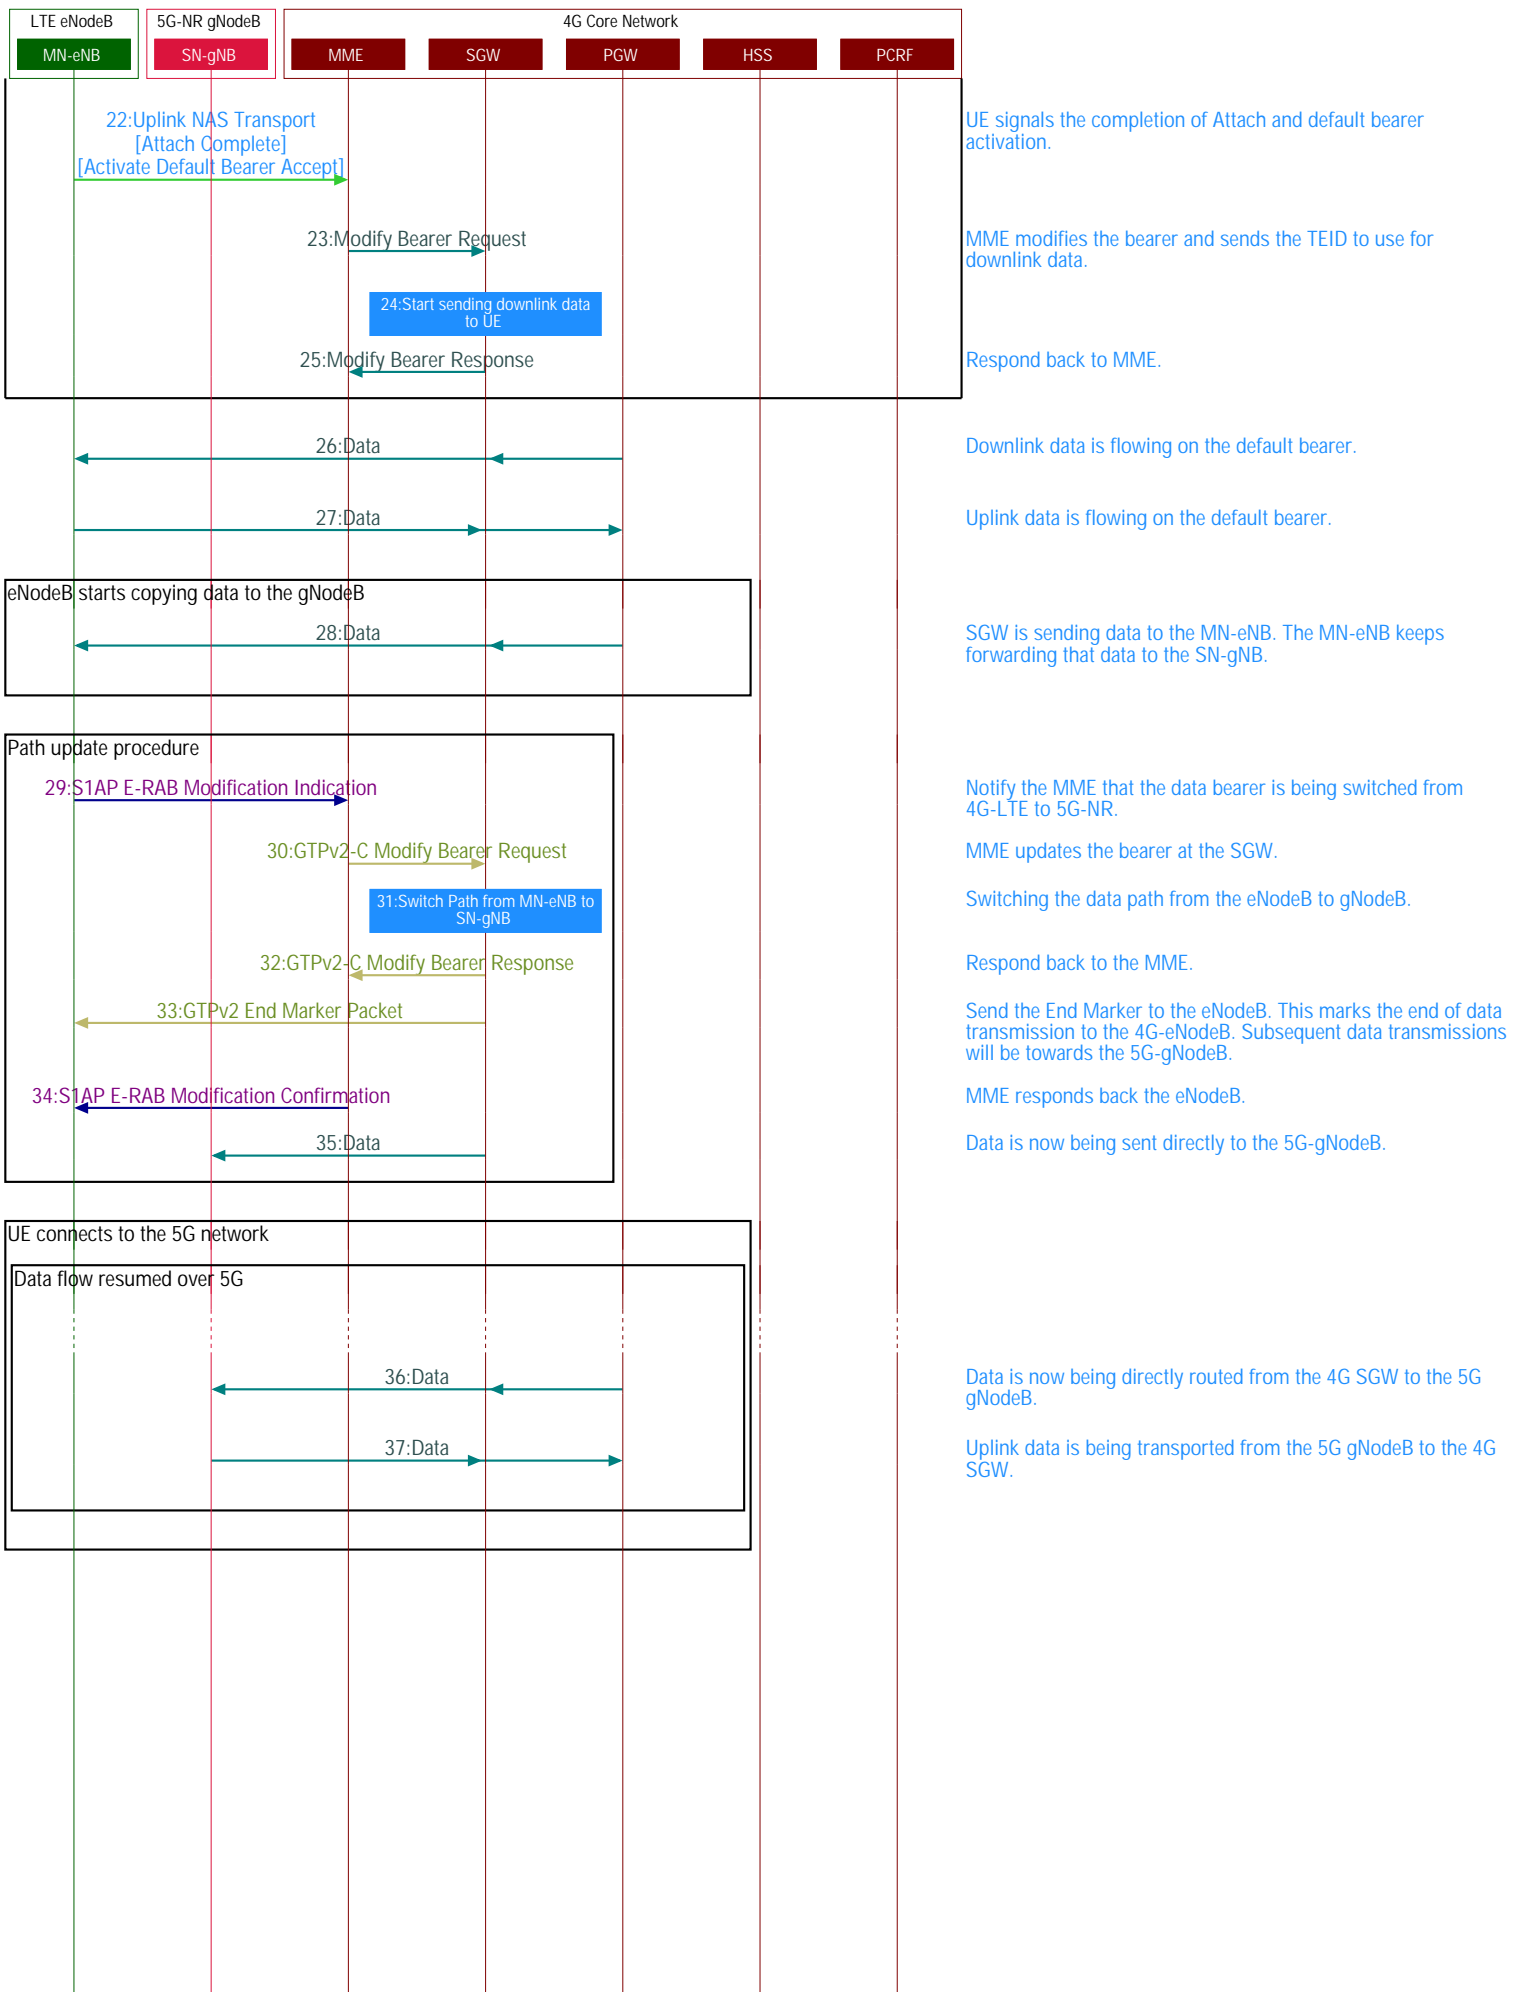 LTE eNodeB
5G-NR gNodeB
4G Core Network
MN-eNB
SN-gNB
MME
SGW
PGW
HSS
PCRF
22:Uplink NAS Transport
[Attach Complete]
[Activate Default Bearer Accept]
UE signals the completion of Attach and default bearer
activation.
23:Modify Bearer Request
MME modifies the bearer and sends the TEID to use for
downlink data.
24:Start sending downlink data
to UE
25:Modify Bearer Response
Respond back to MME.
26:Data
Downlink data is flowing on the default bearer.
27:Data
Uplink data is flowing on the default bearer.
eNodeB starts copying data to the gNodeB
28:Data
SGW is sending data to the MN-eNB. The MN-eNB keeps
forwarding that data to the SN-gNB.
Path update procedure
29:S1AP E-RAB Modification Indication
Notify the MME that the data bearer is being switched from
4G-LTE to 5G-NR.
30:GTPv2-C Modify Bearer Request
MME updates the bearer at the SGW.
31:Switch Path from MN-eNB to
SN-gNB
Switching the data path from the eNodeB to gNodeB.
32:GTPv2-C Modify Bearer Response
Respond back to the MME.
33:GTPv2 End Marker Packet
Send the End Marker to the eNodeB. This marks the end of data
transmission to the 4G-eNodeB. Subsequent data transmissions
will be towards the 5G-gNodeB.
34:S1AP E-RAB Modification Confirmation
MME responds back the eNodeB.
35:Data
Data is now being sent directly to the 5G-gNodeB.
UE connects to the 5G network
Data flow resumed over 5G
36:Data
Data is now being directly routed from the 4G SGW to the 5G
gNodeB.
37:Data
Uplink data is being transported from the 5G gNodeB to the 4G
SGW.